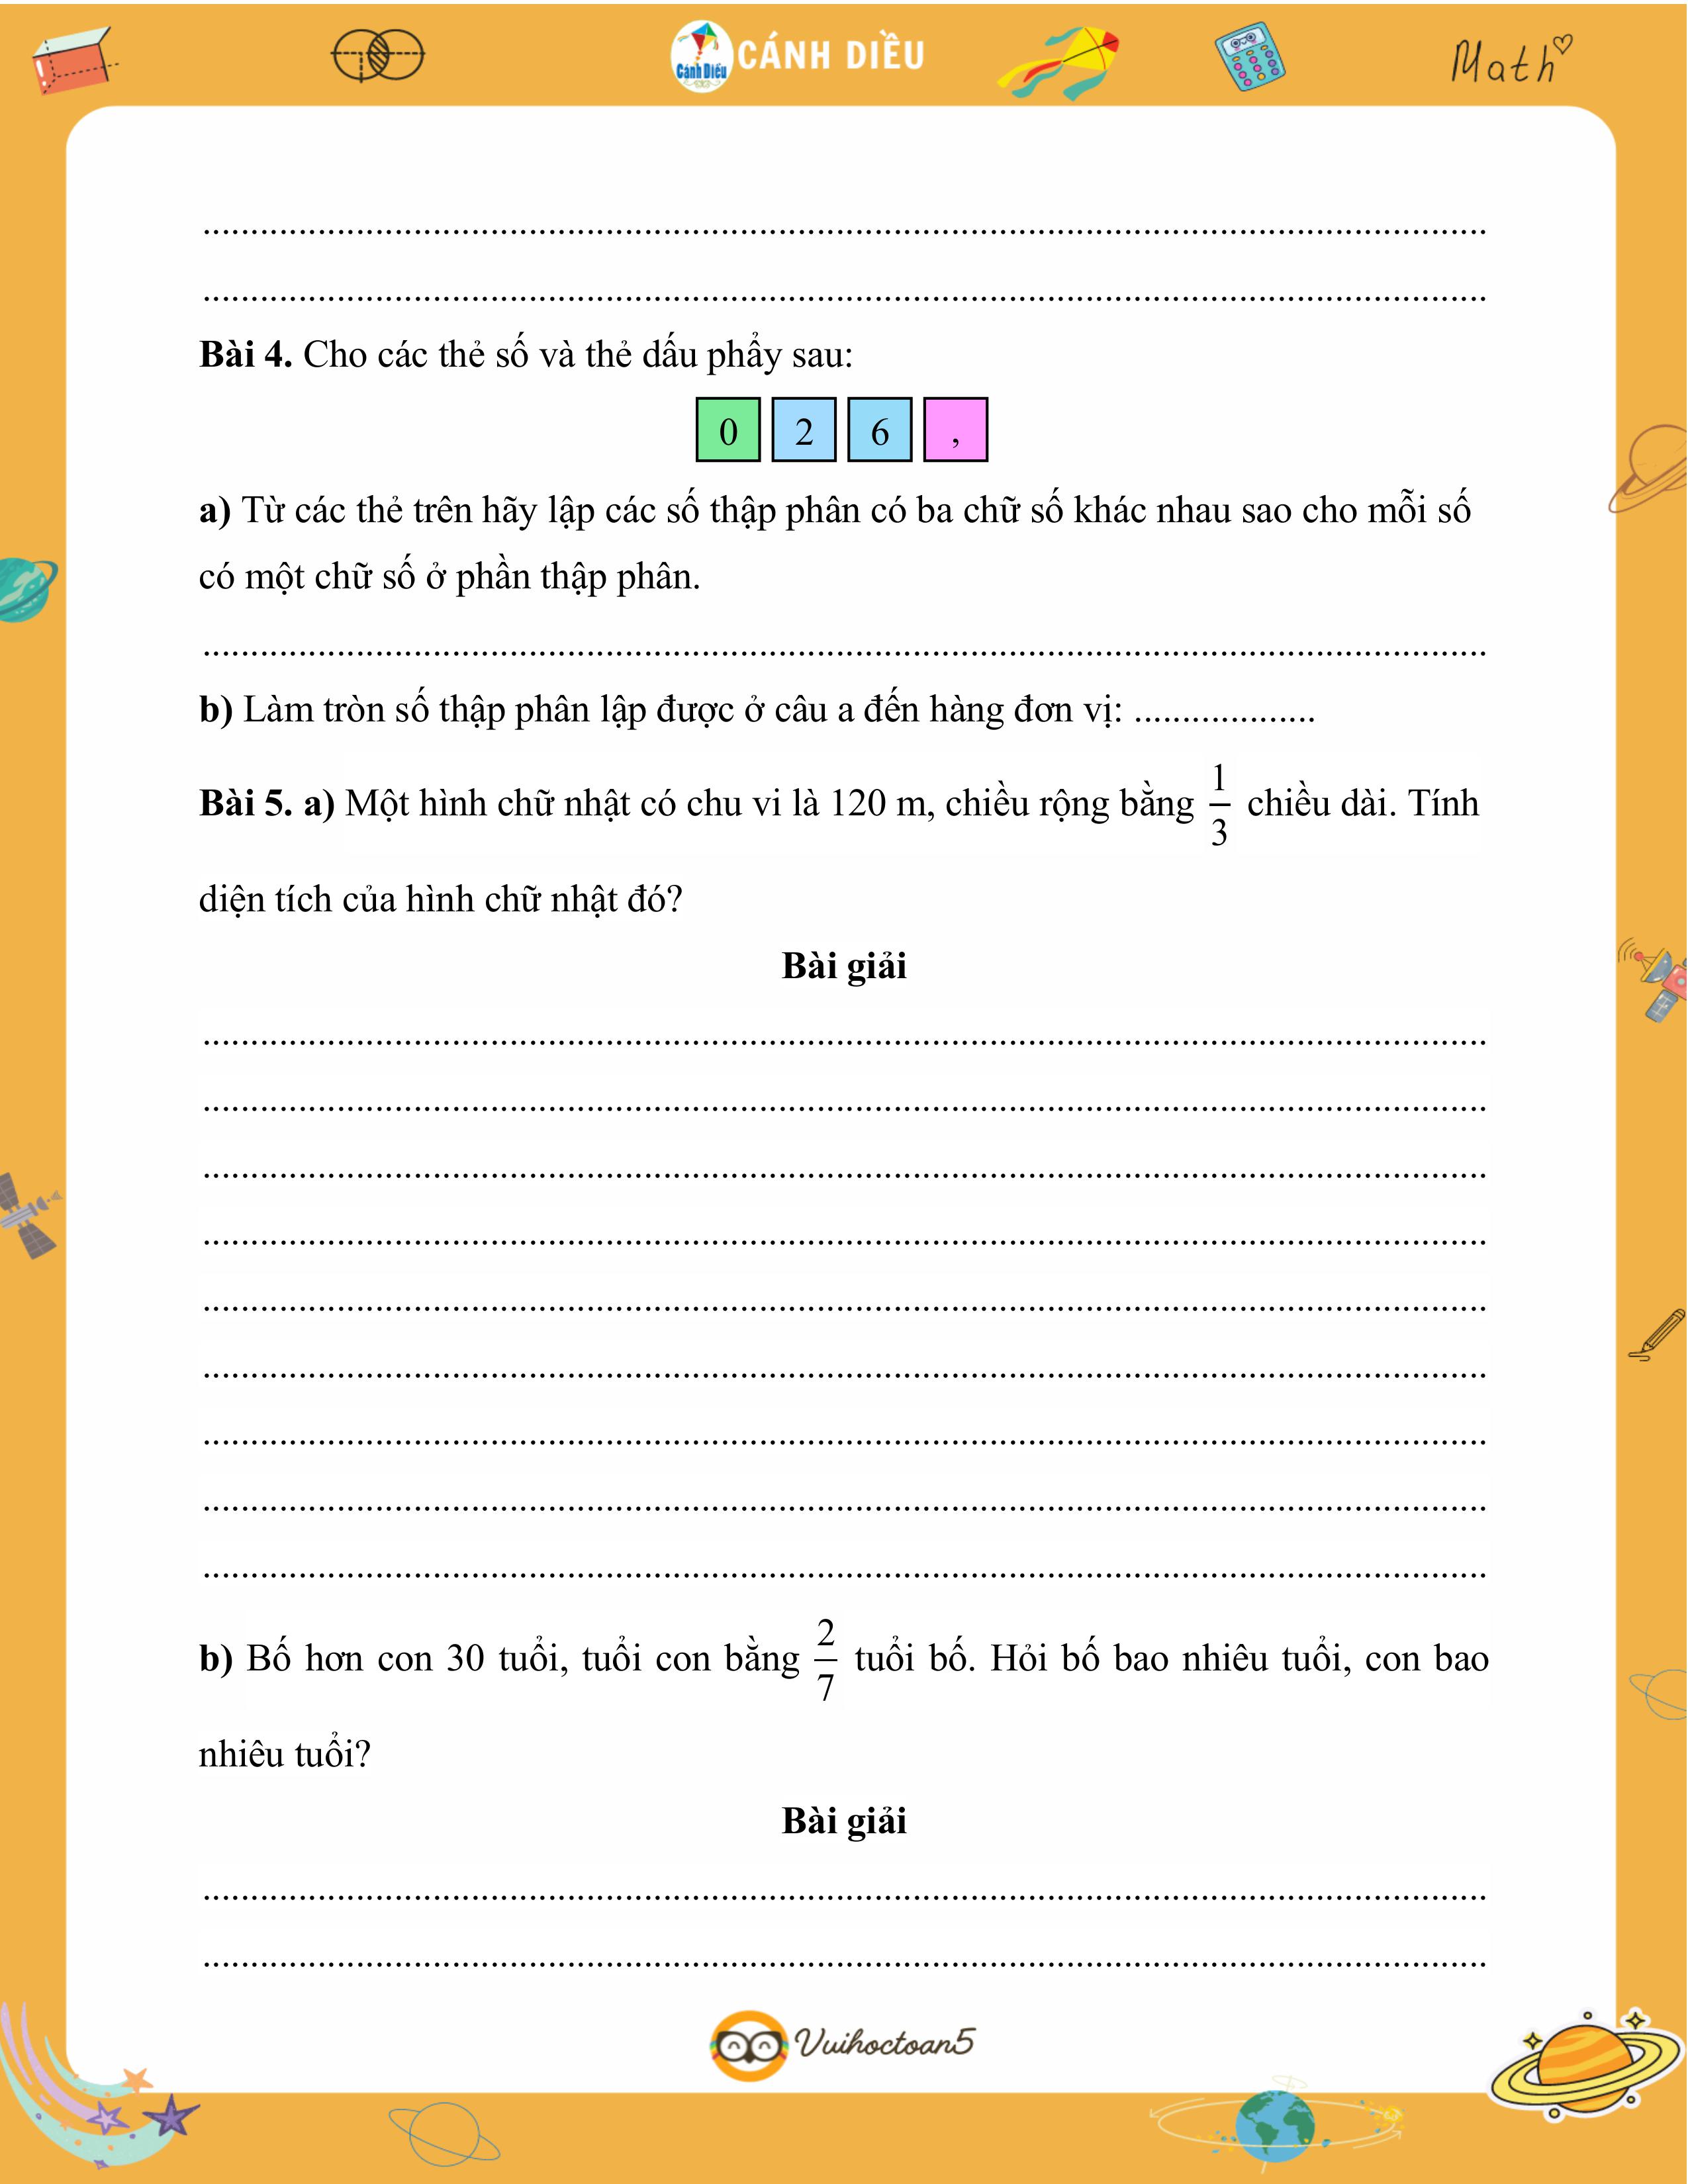 Cánh Diều CÁNH DIỀU Math
........................................................................................................................................
........................................................................................................................................
Bài 4. Cho các thẻ số và thẻ dấu phẩy sau:
0 2 6 ,
a) Từ các thẻ trên hãy lập các số thập phân có ba chữ số khác nhau sao cho mỗi số
có một chữ số ở phần thập phân.
........................................................................................................................................
b) Làm tròn số thập phân lập được ở câu a đến hàng đơn vị: ...................
Bài 5. a) Một hình chữ nhật có chu vi là 120 m, chiều rộng bằng 1/3 chiều dài. Tính
diện tích của hình chữ nhật đó?
Bài giải
........................................................................................................................................
........................................................................................................................................
........................................................................................................................................
........................................................................................................................................
........................................................................................................................................
........................................................................................................................................
........................................................................................................................................
........................................................................................................................................
........................................................................................................................................
b) Bố hơn con 30 tuổi, tuổi con bằng 2/7 tuổi bố. Hỏi bố bao nhiêu tuổi, con bao
nhiêu tuổi?
Bài giải
........................................................................................................................................
........................................................................................................................................
Vuihoctoan5